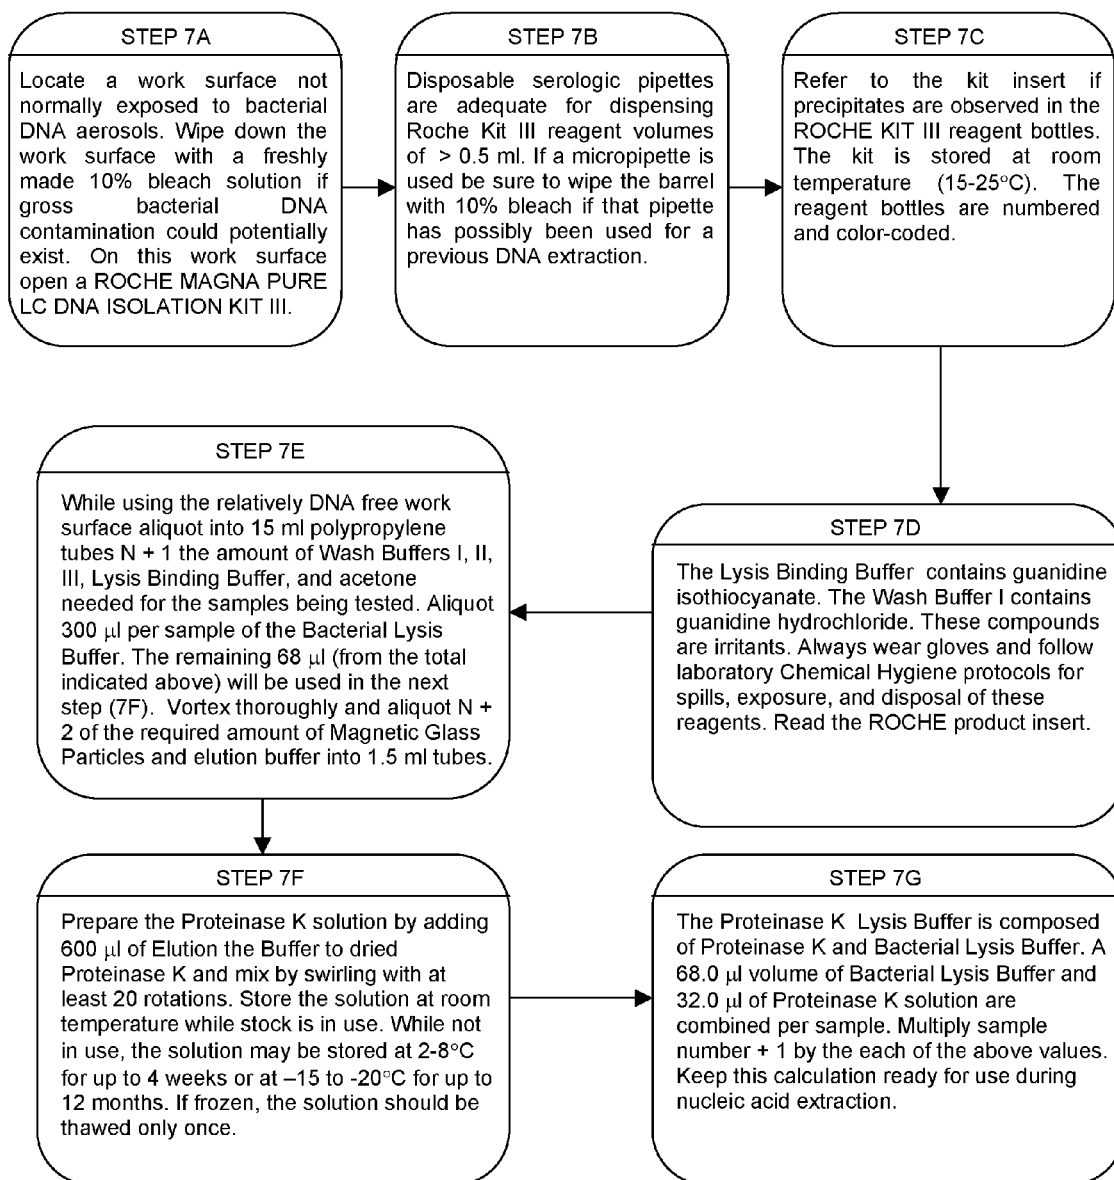 STEP 7A
Locate a work surface not
normally exposed to bacterial
DNA aerosols. Wipe down the
work surface with a freshly
made 10% bleach solution if
gross bacterial DNA
contamination could potentially
exist. On this work surface
open a ROCHE MAGNA PURE
LC DNA ISOLATION KIT III.
STEP 7B
Disposable serologic pipettes
are adequate for dispensing
Roche Kit III reagent volumes
of > 0.5 ml. If a micropipette is
used be sure to wipe the barrel
with 10% bleach if that pipette
has possibly been used for a
previous DNA extraction.
STEP 7C
Refer to the kit insert if
precipitates are observed in the
ROCHE KIT III reagent bottles.
The kit is stored at room
temperature (15-25°C). The
reagent bottles are numbered
and color-coded.
STEP 7D
The Lysis Binding Buffer contains guanidine
isothiocyanate. The Wash Buffer I contains
guanidine hydrochloride. These compounds
are irritants. Always wear gloves and follow
laboratory Chemical Hygiene protocols for
spills, exposure, and disposal of these
reagents. Read the ROCHE product insert.
STEP 7E
While using the relatively DNA free work
surface aliquot into 15 ml polypropylene
tubes N + 1 the amount of Wash Buffers I, II,
III, Lysis Binding Buffer, and acetone
needed for the samples being tested. Aliquot
300 µl per sample of the Bacterial Lysis
Buffer. The remaining 68 µl (from the total
indicated above) will be used in the next
step (7F). Vortex thoroughly and aliquot N +
2 of the required amount of Magnetic Glass
Particles and elution buffer into 1.5 ml tubes.
STEP 7F
Prepare the Proteinase K solution by adding
600 µl of Elution the Buffer to dried
Proteinase K and mix by swirling with at
least 20 rotations. Store the solution at room
temperature while stock is in use. While not
in use, the solution may be stored at 2-8°C
for up to 4 weeks or at –15 to -20°C for up to
12 months. If frozen, the solution should be
thawed only once.
STEP 7G
The Proteinase K Lysis Buffer is composed
of Proteinase K and Bacterial Lysis Buffer. A
68.0 µl volume of Bacterial Lysis Buffer and
32.0 µl of Proteinase K solution are
combined per sample. Multiply sample
number + 1 by the each of the above values.
Keep this calculation ready for use during
nucleic acid extraction.